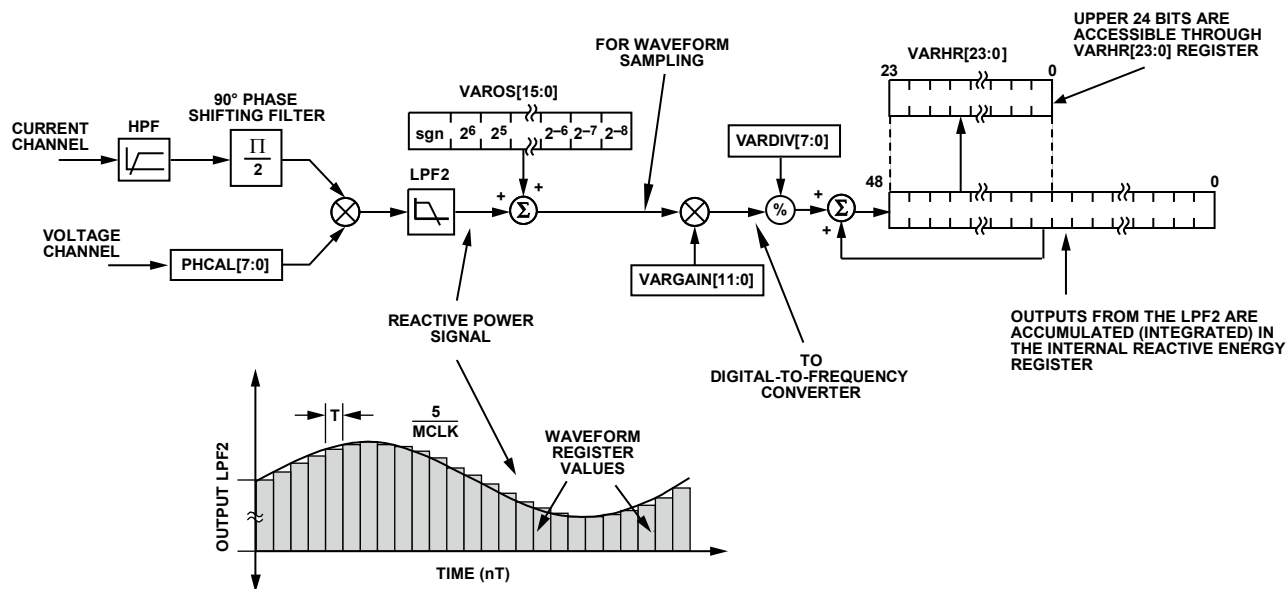 UPPER 24 BITS ARE
ACCESSIBLE THROUGH
VARHR[23:0] REGISTER
FOR WAVEFORM
SAMPLING
VARHR[23:0]
23
0
90° PHASE
SHIFTING FILTER
VAROS[15:0]
CURRENT
CHANNEL
HPF
Π
2
sgn 2⁶ 2⁵ 2⁻⁶ 2⁻⁷ 2⁻⁸
VARDIV[7:0]
LPF2
+ +
Σ
%
+
+
Σ
48
0
VOLTAGE
CHANNEL
PHCAL[7:0]
VARGAIN[11:0]
REACTIVE POWER
SIGNAL
TO
DIGITAL-TO-FREQUENCY
CONVERTER
OUTPUTS FROM THE LPF2 ARE
ACCUMULATED (INTEGRATED) IN
THE INTERNAL REACTIVE ENERGY
REGISTER
T
5
MCLK
WAVEFORM
REGISTER
VALUES
OUTPUT LPF2
TIME (nT)